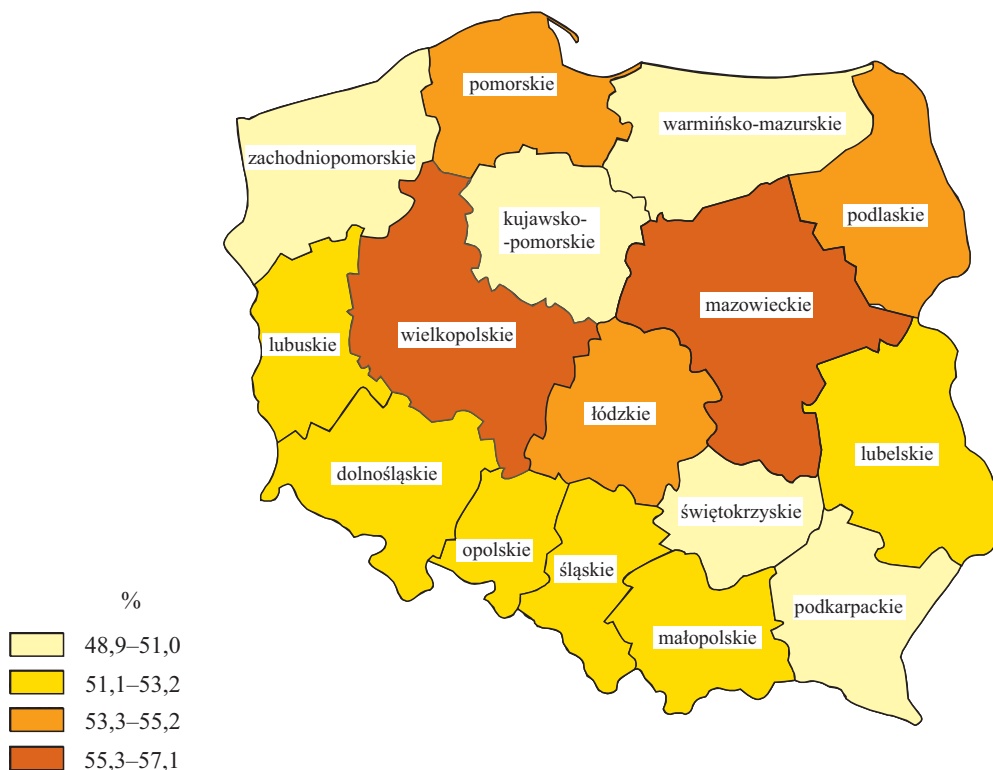 pomorskie
warmińsko-mazurskie
zachodniopomorskie
podlaskie
kujawsko-
-pomorskie
mazowieckie
wielkopolskie
lubuskie
łódzkie
lubelskie
dolnośląskie
świętokrzyskie
opolskie
śląskie
podkarpackie
małopolskie
%
48,9–51,0
51,1–53,2
53,3–55,2
55,3–57,1